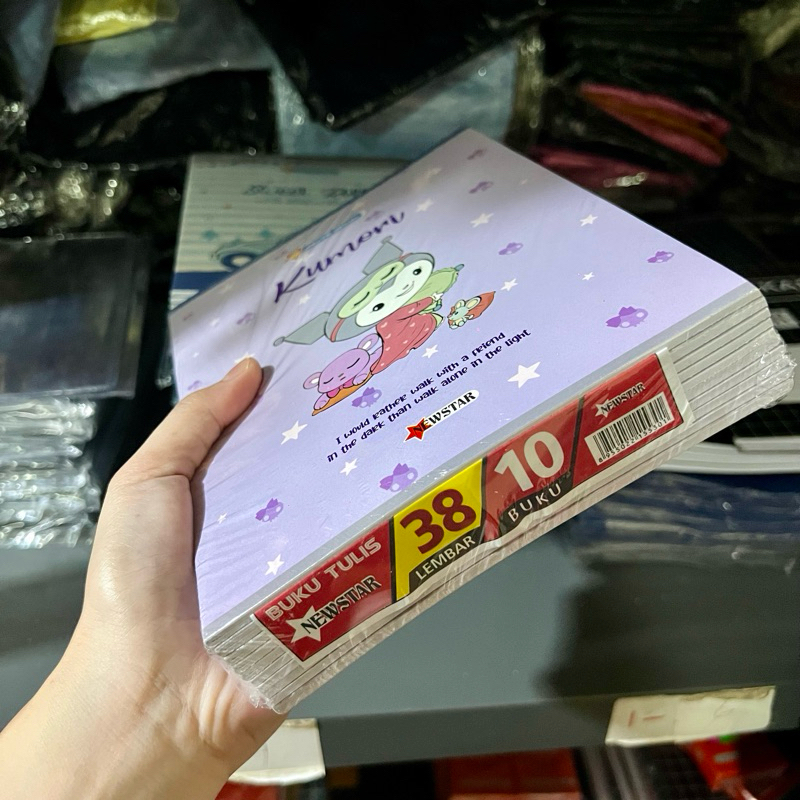 Kumori
I would rather walk with a friend
in the dark than walk alone in the light
NEWSTAR
BUKU TULIS
NEWSTAR
38
LEMBAR
10
BUKU
NEWSTAR